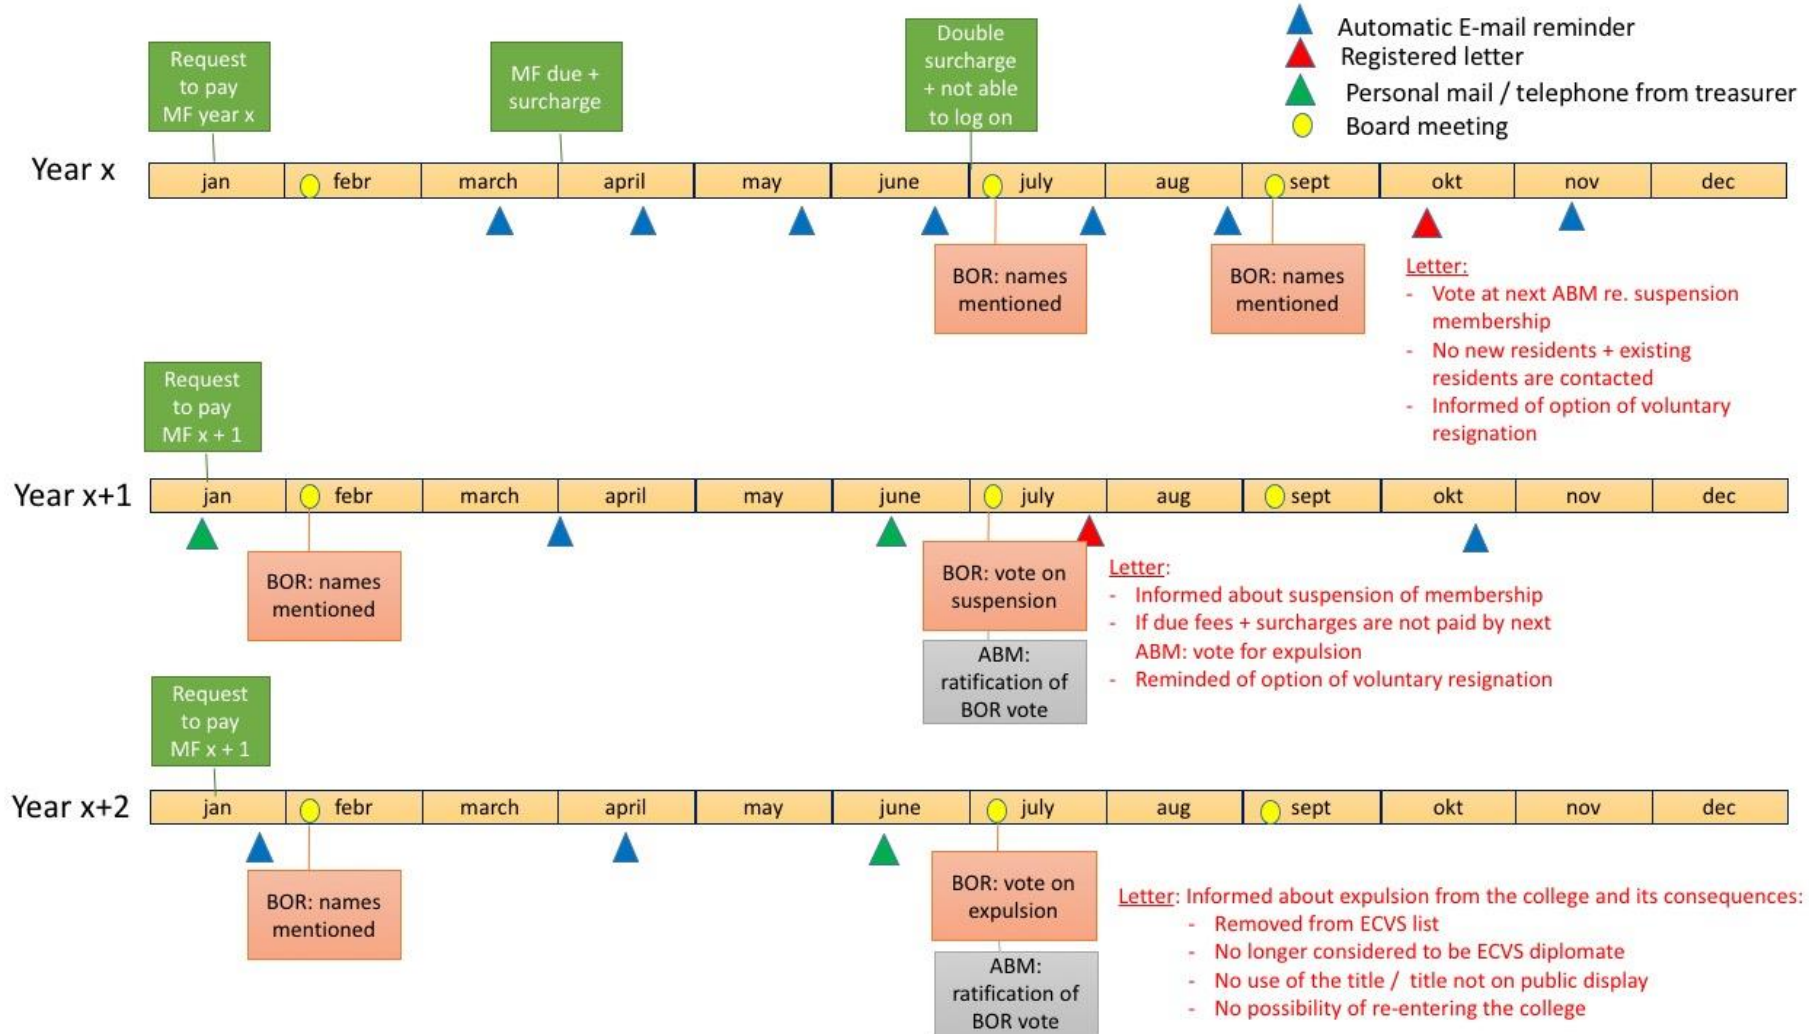 Automatic E-mail reminder
Registered letter
Personal mail / telephone from treasurer
Board meeting
Request
to pay
MF year x
MF due +
surcharge
Double
surcharge
+ not able
to log on
Year x
jan
febr
march
april
may
june
july
aug
sept
okt
nov
dec
BOR: names
mentioned
BOR: names
mentioned
Letter:
- Vote at next ABM re. suspension
membership
- No new residents + existing
residents are contacted
- Informed of option of voluntary
resignation
Request
to pay
MF x + 1
Year x+1
jan
febr
march
april
may
june
july
aug
sept
okt
nov
dec
BOR: names
mentioned
BOR: vote on
suspension
ABM:
ratification of
BOR vote
Letter:
- Informed about suspension of membership
- If due fees + surcharges are not paid by next
ABM: vote for expulsion
- Reminded of option of voluntary resignation
Request
to pay
MF x + 1
Year x+2
jan
febr
march
april
may
june
july
aug
sept
okt
nov
dec
BOR: names
mentioned
BOR: vote on
expulsion
ABM:
ratification of
BOR vote
Letter: Informed about expulsion from the college and its consequences:
- Removed from ECVS list
- No longer considered to be ECVS diplomate
- No use of the title / title not on public display
- No possibility of re-entering the college